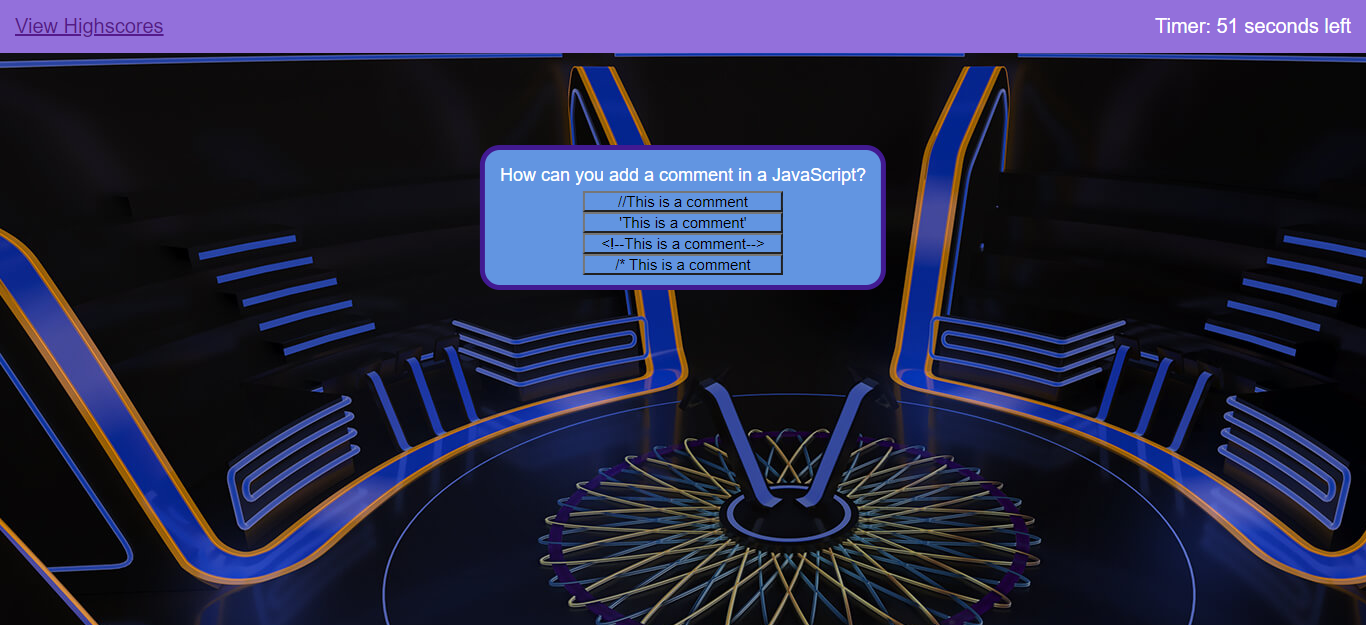 View Highscores
Timer: 51 seconds left
How can you add a comment in a JavaScript?
//This is a comment
'This is a comment'
<!--This is a comment-->
/* This is a comment